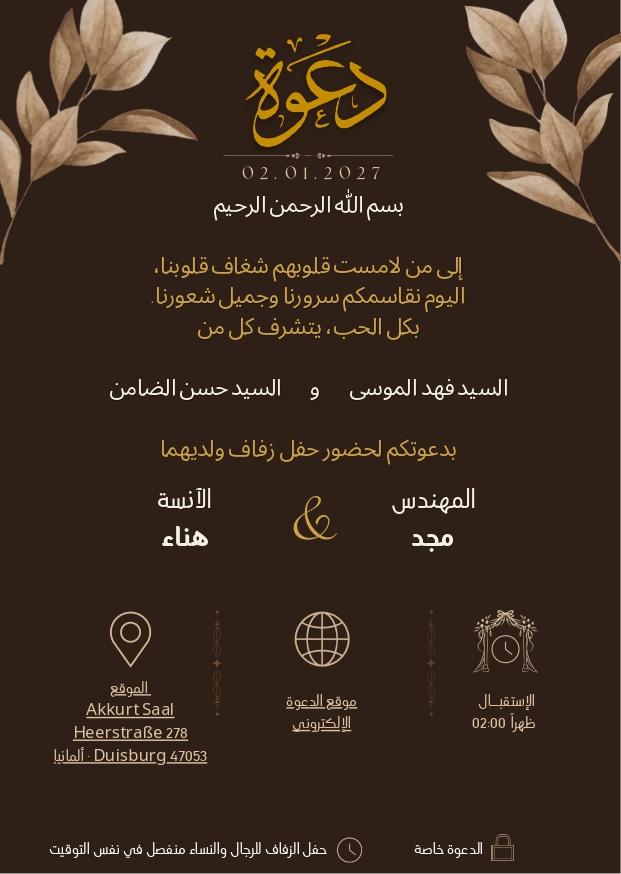 دعوة
02.01.2027
بسم الله الرحمن الرحيم
إلى من لامست قلوبهم شغاف قلوبنا،
اليوم نقاسمكم سرورنا وجميل شعورنا.
بكل الحب، يتشرف كل من
السيد فهد الموسى و السيد حسن الضامن
بدعوتكم لحضور حفل زفاف ولديهما
المهندس & الآنسة
مجد هناء
الإستقبال
02:00 ظهراً
موقع الدعوة
الإلكتروني
الموقع
Akkurt Saal
Heerstraße 278
47053 Duisburg - ألمانيا
الدعوة خاصة
حفل الزفاف للرجال والنساء منفصل في نفس التوقيت